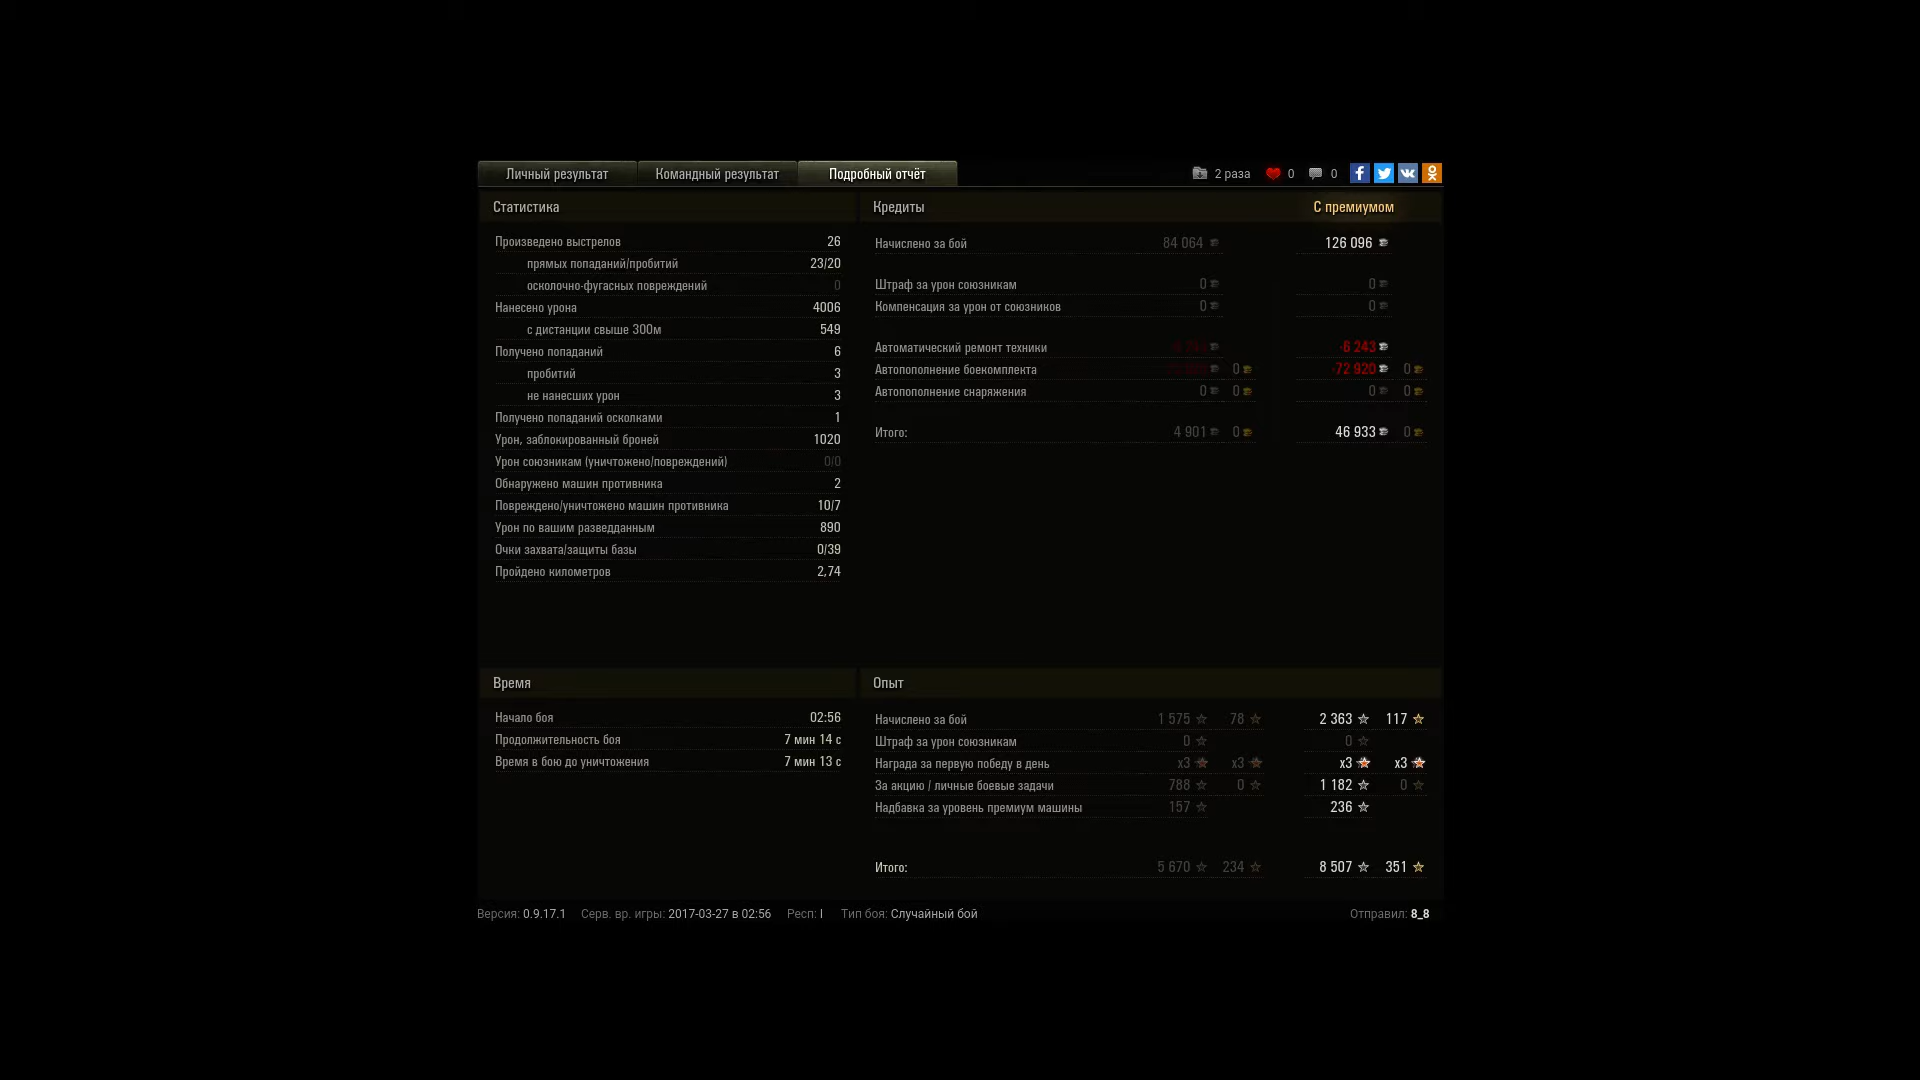 Личный результат Командный результат Подробный отчёт 2 раза 0 0
Статистика
Произведено выстрелов 26
прямых попаданий/пробитий 23/20
осколочно-фугасных повреждений 0
Нанесено урона 4006
с дистанции свыше 300м 549
Получено попаданий 6
пробитий 3
не нанесших урон 3
Получено попаданий осколками 1
Урон, заблокированный броней 1020
Урон союзникам (уничтожено/повреждений) 0/0
Обнаружено машин противника 2
Повреждено/уничтожено машин противника 10/7
Урон по вашим разведданным 890
Очки захвата/защиты базы 0/39
Пройдено километров 2,74
Кредиты С премиумом
Начислено за бой 84 064 126 096
Штраф за урон союзникам 0 0
Компенсация за урон от союзников 0 0
Автоматический ремонт техники -6 243
Автопополнение боекомплекта 0 -72 920 0
Автопополнение снаряжения 0 0 0 0
Итого: 4 901 0 46 933 0
Время
Начало боя 02:56
Продолжительность боя 7 мин 14 с
Время в бою до уничтожения 7 мин 13 с
Опыт
Начислено за бой 1 575 78 2 363 117
Штраф за урон союзникам 0 0
Награда за первую победу в день x3 x3 x3 x3
За акцию / личные боевые задачи 788 0 1 182 0
Надбавка за уровень премиум машины 157 236
Итого: 5 670 234 8 507 351
Версия: 0.9.17.1 Серв. вр. игры: 2017-03-27 в 02:56 Респ: I Тип боя: Случайный бой Отправил: 8_8